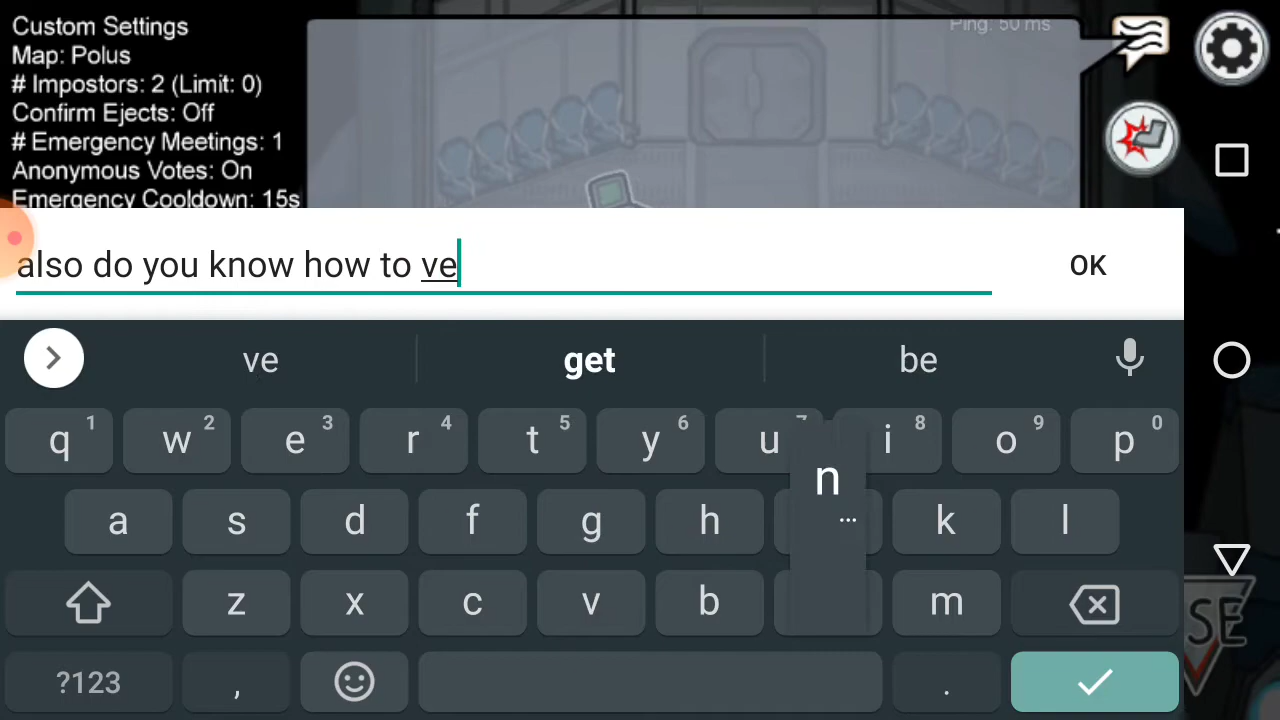 Custom Settings
Map: Polus
# Impostors: 2 (Limit: 0)
Confirm Ejects: Off
# Emergency Meetings: 1
Anonymous Votes: On
Emergency Cooldown: 15s
Ping: 50 ms
also do you know how to ve
OK
ve get be
q 1 w 2 e 3 r 4 t 5 y 6 u 7 i 8 o 9 p 0
n ...
a s d f g h k l
z x c v b m
?123 , .
SE